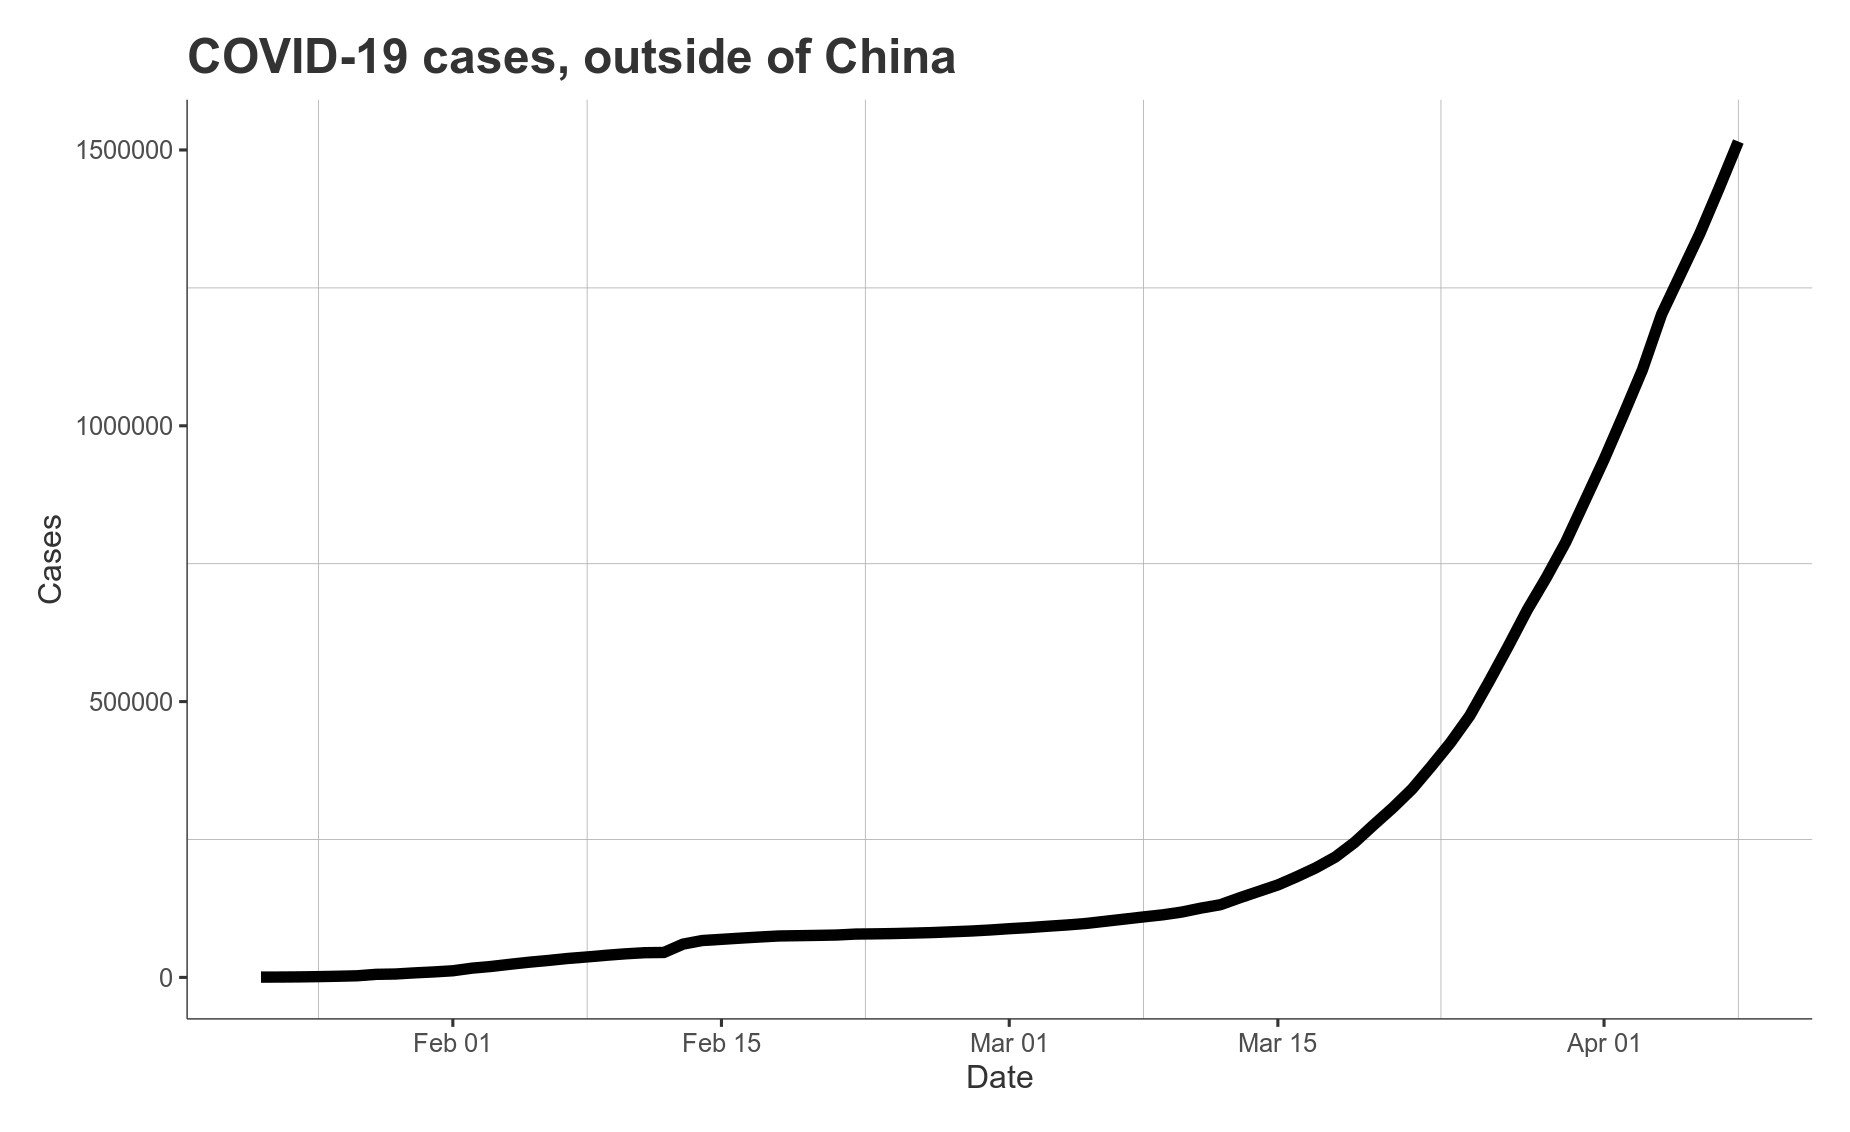 COVID-19 cases, outside of China
1500000
1000000
500000
0
Cases
Feb 01
Feb 15
Mar 01
Mar 15
Apr 01
Date